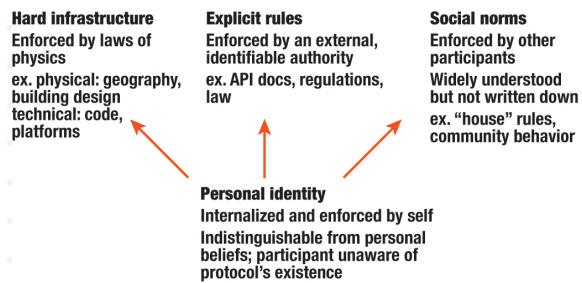 Hard infrastructure
Enforced by laws of
physics
ex. physical: geography,
building design
technical: code,
platforms
Explicit rules
Enforced by an external,
identifiable authority
ex. API docs, regulations,
law
Social norms
Enforced by other
participants
Widely understood
but not written down
ex. “house” rules,
community behavior
Personal identity
Internalized and enforced by self
Indistinguishable from personal
beliefs; participant unaware of
protocol’s existence